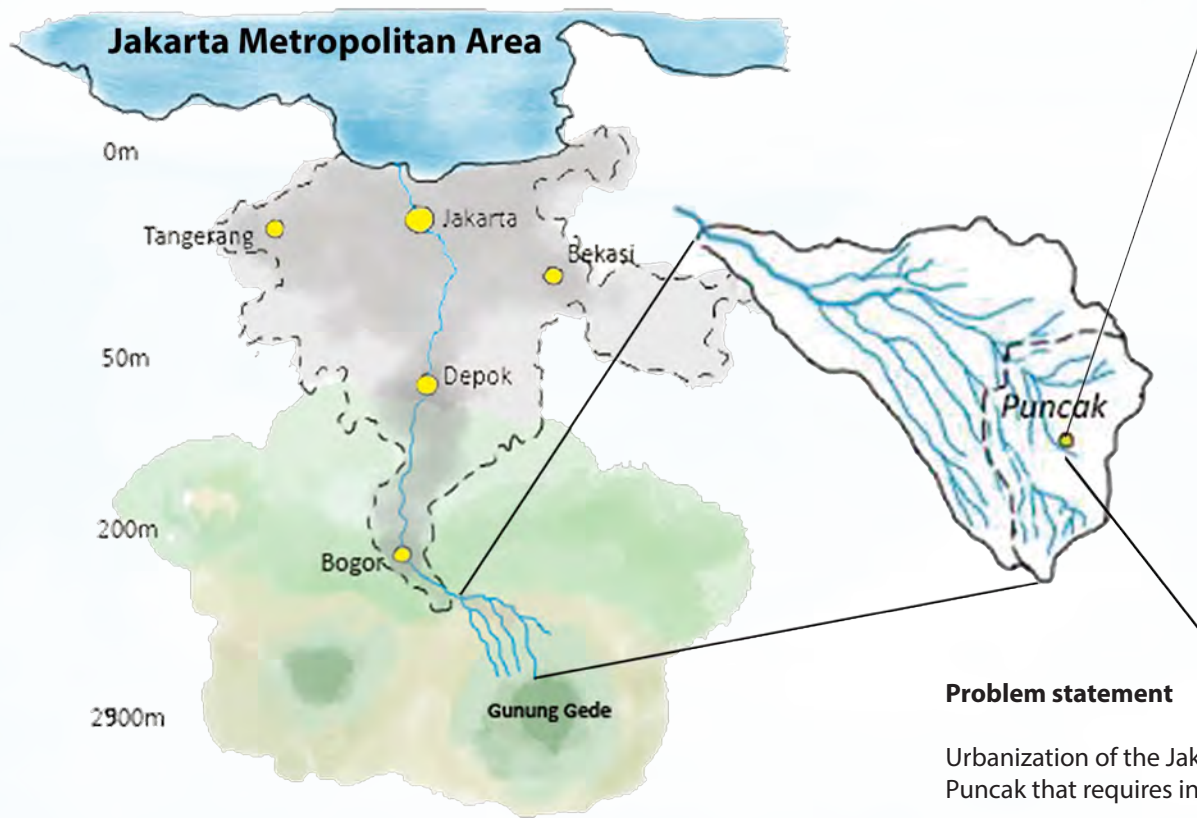 Jakarta Metropolitan Area
0m
Jakarta
Tangerang
Bekasi
50m
Depok
Puncak
200m
Bogor
2900m
Gunung Gede
Problem statement
Urbanization of the Jak
Puncak that requires in